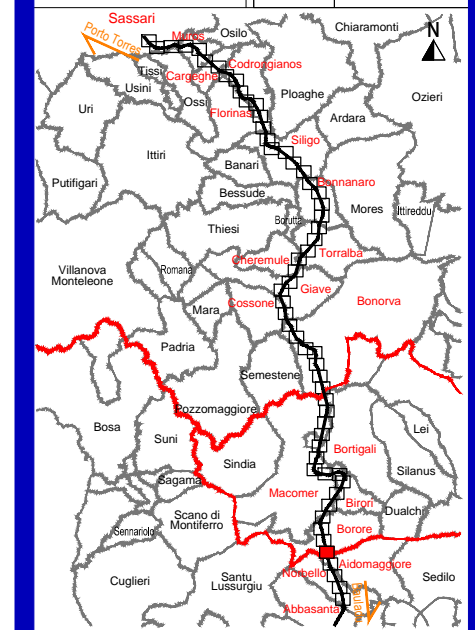 Sassari
Porto Torres
Muros
Osilo
Chiaramonti
N
Tissi
Cargeghe
Codrongianos
Usini
Ossi
Ploaghe
Ozieri
Uri
Florinas
Ardara
Ittiri
Siligo
Banari
Putifigari
Bessude
Bonnanaro
Mores
Ittireddu
Thiesi
Borutta
Cheremule
Torralba
Villanova
Monteleone
Romana
Giave
Mara
Cossone
Bonorva
Padria
Semestene
Pozzomaggiore
Bosa
Suni
Lei
Sindia
Bortigali
Silanus
Sagama
Macomer
Birori
Scano di
Montiferro
Dualchi
Sennariolo
Borore
Cuglieri
Santu
Lussurgiu
Norbello
Aidomaggiore
Sedilo
Abbasanta